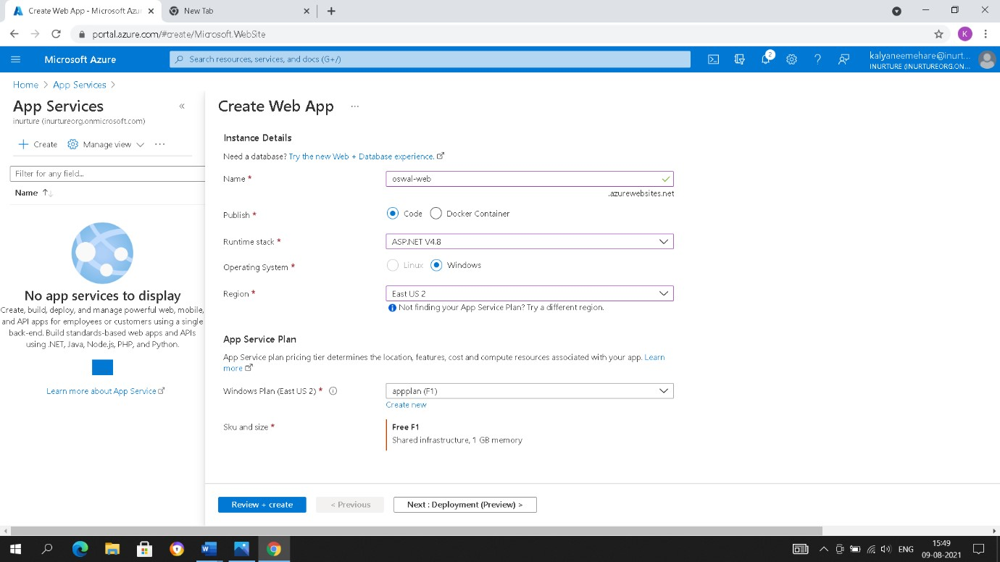 Create Web App - Microsoft Azu
New Tab
portal.azure.com/#create/Microsoft.WebSite
K
Microsoft Azure
Search resources, services, and docs (G+/)
2
kalyaneemehare@inurt...
INURTURE (INURTUREORG.ON...
Home > App Services >
App Services
inurture (inurtureorg.onmicrosoft.com)
Create
Manage view
Filter for any field...
Name
No app services to display
Create, build, deploy, and manage powerful web, mobile,
and API apps for employees or customers using a single
back-end. Build standards-based web apps and APIs
using .NET, Java, Node.js, PHP, and Python.
Learn more about App Service
Create Web App
Instance Details
Need a database? Try the new Web + Database experience.
Name *
oswal-web
.azurewebsites.net
Publish *
Code
Docker Container
Runtime stack *
ASP.NET V4.8
Operating System *
Linux
Windows
Region *
East US 2
Not finding your App Service Plan? Try a different region.
App Service Plan
App Service plan pricing tier determines the location, features, cost and compute resources associated with your app. Learn
more
Windows Plan (East US 2) *
appplan (F1)
Create new
Sku and size *
Free F1
Shared infrastructure, 1 GB memory
Review + create
< Previous
Next : Deployment (Preview) >
ENG
15:49
09-08-2021